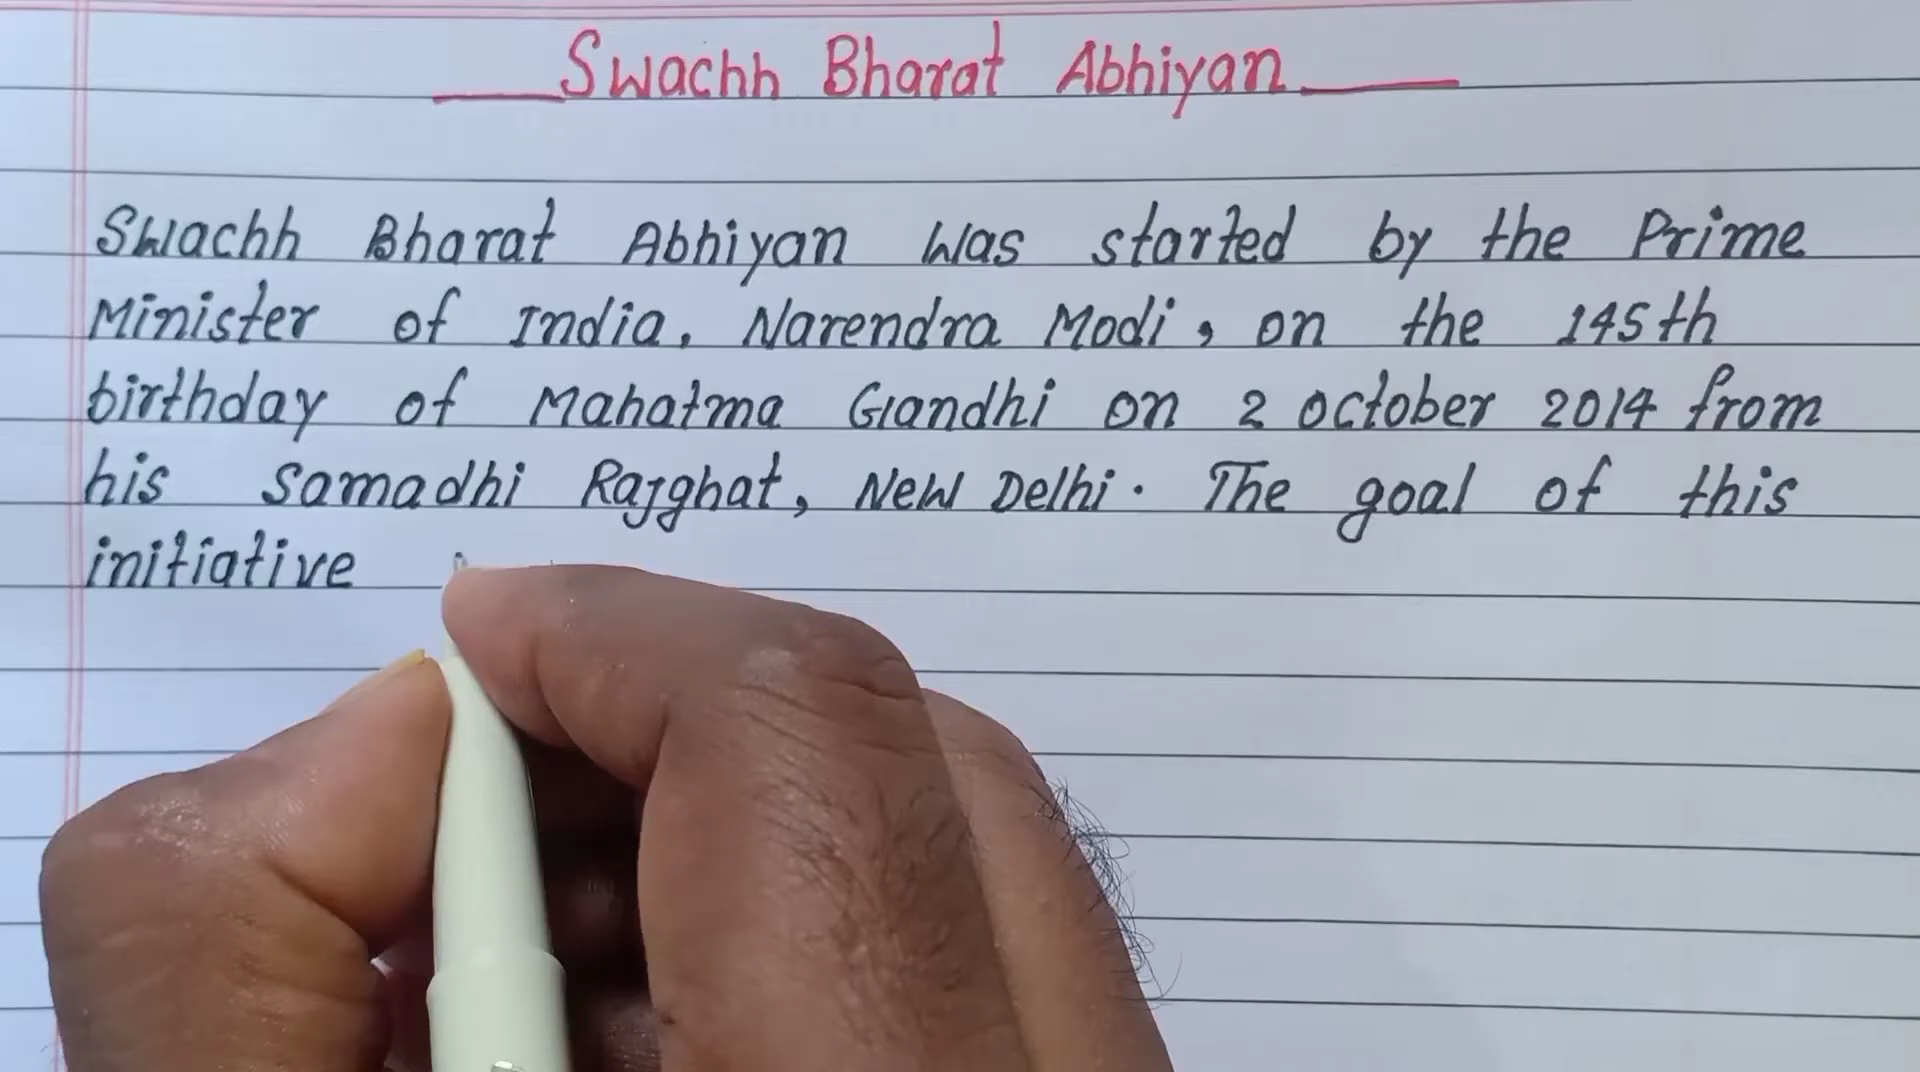 Swachh Bharat Abhiyan
Swachh Bharat Abhiyan was started by the Prime
Minister of India, Narendra Modi, on the 145th
birthday of Mahatma Gandhi on 2 october 2014 from
his Samadhi Rajghat, New Delhi. The goal of this
initiative